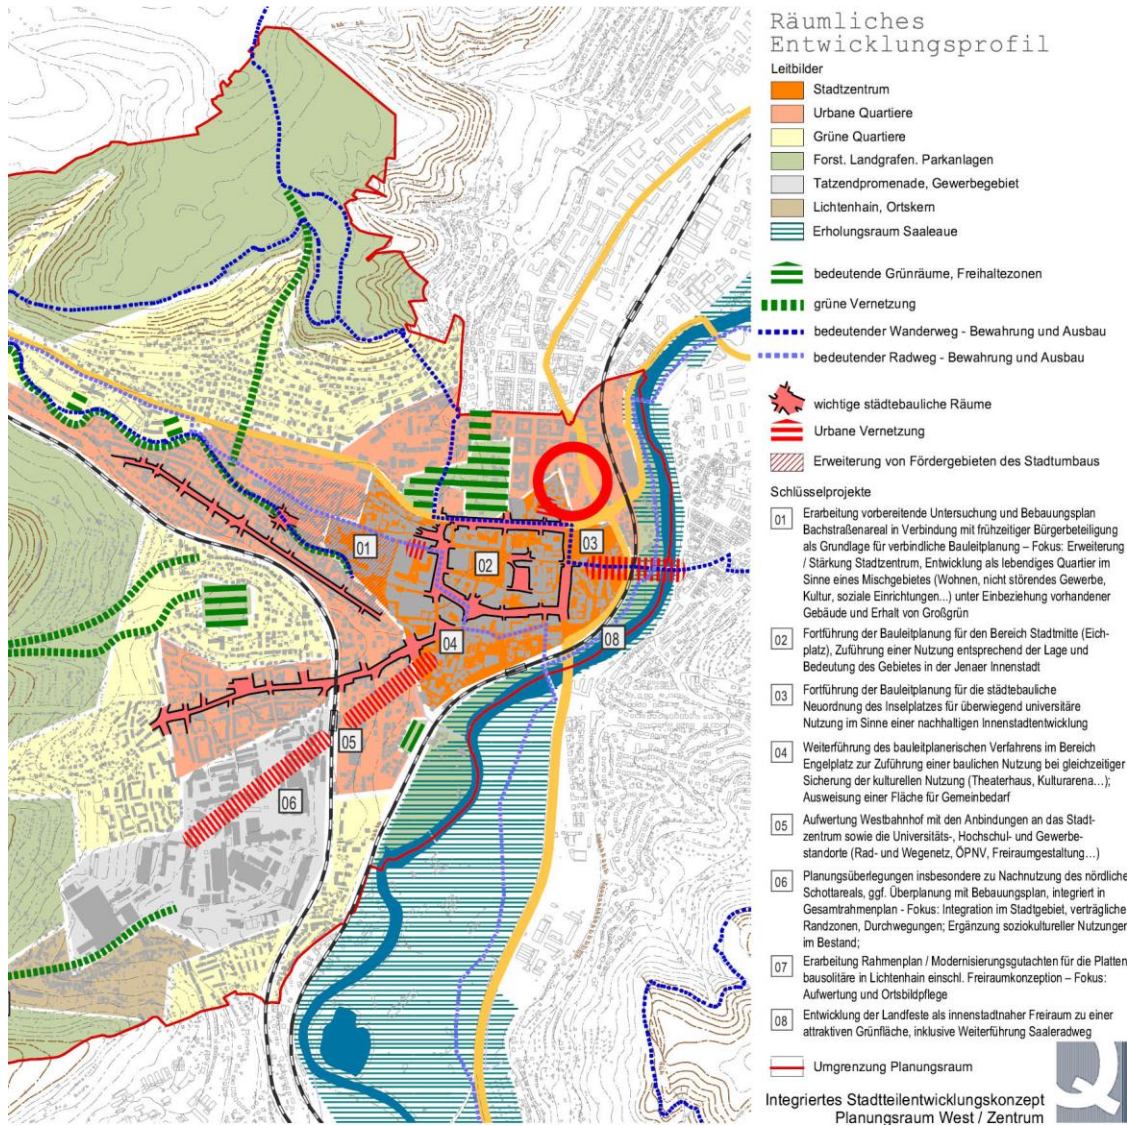 Räumliches
Entwicklungsprofil
Leitbilder
Stadtzentrum
Urbane Quartiere
Grüne Quartiere
Forst. Landgrafen. Parkanlagen
Tatzendpromenade, Gewerbegebiet
Lichtenhain, Ortskern
Erholungsraum Saaleaue
bedeutende Grünräume, Freihaltezonen
grüne Vernetzung
bedeutender Wanderweg - Bewahrung und Ausbau
bedeutender Radweg - Bewahrung und Ausbau
wichtige städtebauliche Räume
Urbane Vernetzung
Erweiterung von Fördergebieten des Stadtumbaus
Schlüsselprojekte
01 Erarbeitung vorbereitende Untersuchung und Bebauungsplan
Bachstraßenareal in Verbindung mit frühzeitiger Bürgerbeteiligung
als Grundlage für verbindliche Bauleitplanung – Fokus: Erweiterung
/ Stärkung Stadtzentrum, Entwicklung als lebendiges Quartier im
Sinne eines Mischgebietes (Wohnen, nicht störendes Gewerbe,
Kultur, soziale Einrichtungen...) unter Einbeziehung vorhandener
Gebäude und Erhalt von Großgrün
02 Fortführung der Bauleitplanung für den Bereich Stadtmitte (Eich-
platz), Zuführung einer Nutzung entsprechend der Lage und
Bedeutung des Gebietes in der Jenaer Innenstadt
03 Fortführung der Bauleitplanung für die städtebauliche
Neuordnung des Inselplatzes für überwiegend universitäre
Nutzung im Sinne einer nachhaltigen Innenstadtentwicklung
04 Weiterführung des bauleitplanerischen Verfahrens im Bereich
Engelplatz zur Zuführung einer baulichen Nutzung bei gleichzeitiger
Sicherung der kulturellen Nutzung (Theaterhaus, Kulturarena...);
Ausweisung einer Fläche für Gemeinbedarf
05 Aufwertung Westbahnhof mit den Anbindungen an das Stadt-
zentrum sowie die Universitäts-, Hochschul- und Gewerbe-
standorte (Rad- und Wegenetz, ÖPNV, Freiraumgestaltung...)
06 Planungsüberlegungen insbesondere zu Nachnutzung des nördliche
Schottareals, ggf. Überplanung mit Bebauungsplan, integriert in
Gesamtrahmenplan - Fokus: Integration im Stadtgebiet, verträgliche
Randzonen, Durchwegungen; Ergänzung soziokultureller Nutzunger
im Bestand;
07 Erarbeitung Rahmenplan / Modernisierungsgutachten für die Platten
bausolitäre in Lichtenhain einschl. Freiraumkonzeption – Fokus:
Aufwertung und Ortsbildpflege
08 Entwicklung der Landfeste als innenstadtnaher Freiraum zu einer
attraktiven Grünfläche, inklusive Weiterführung Saaleradweg
Umgrenzung Planungsraum
Integriertes Stadtteilentwicklungskonzept
Planungsraum West / Zentrum
01
02
03
04
05
06
08